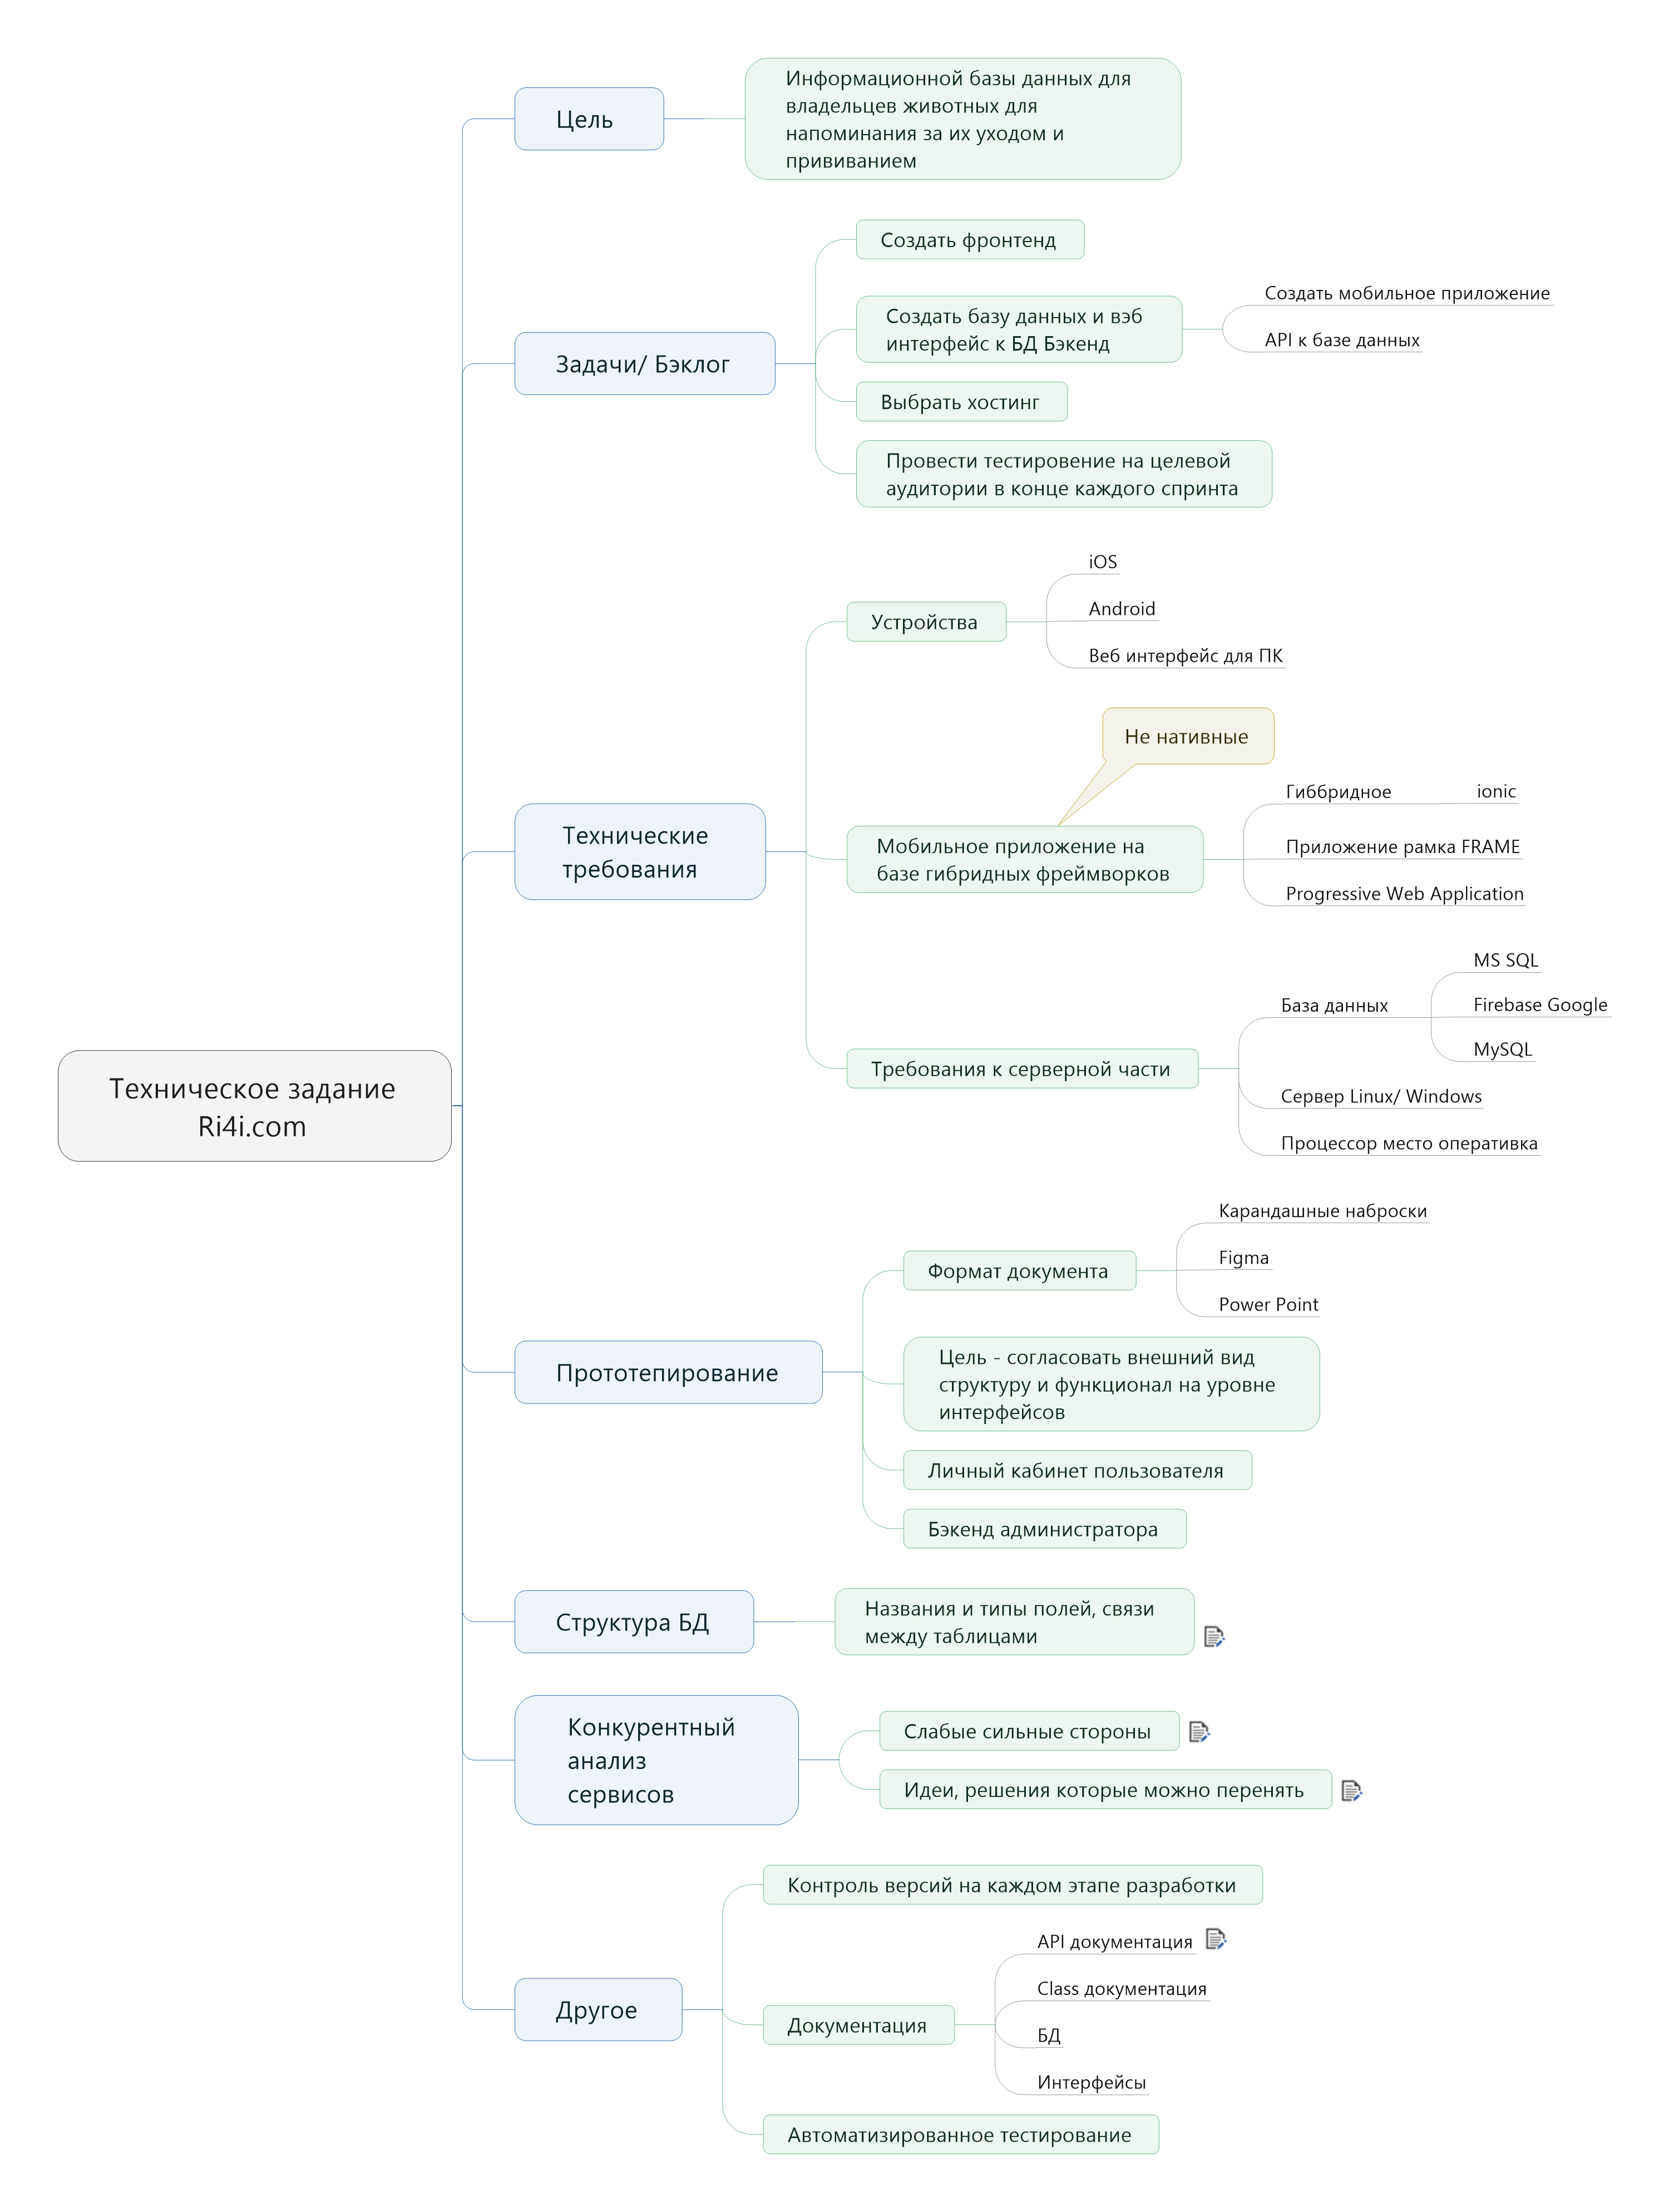 Информационной базы данных для
владельцев животных для
напоминания за их уходом и
прививанием
Цель
Создать фронтенд
Создать мобильное приложение
Создать базу данных и вэб
интерфейс к БД Бэкенд
API к базе данных
Задачи/ Бэклог
Выбрать хостинг
Провести тестировение на целевой
аудитории в конце каждого спринта
iOS
Устройства
Android
Веб интерфейс для ПК
Не нативные
Гиббридное
ionic
Технические
требования
Мобильное приложение на
базе гибридных фреймворков
Приложение рамка FRAME
Progressive Web Application
MS SQL
База данных
Firebase Google
MySQL
Требования к серверной части
Сервер Linux/ Windows
Процессор место оперативка
Техническое задание
Ri4i.com
Карандашные наброски
Формат документа
Figma
Power Point
Прототепирование
Цель - согласовать внешний вид
структуру и функционал на уровне
интерфейсов
Личный кабинет пользователя
Бэкенд администратора
Структура БД
Названия и типы полей, связи
между таблицами
Конкурентный
анализ
сервисов
Слабые сильные стороны
Идеи, решения которые можно перенять
Контроль версий на каждом этапе разработки
API документация
Class документация
Другое
Документация
БД
Интерфейсы
Автоматизированное тестирование